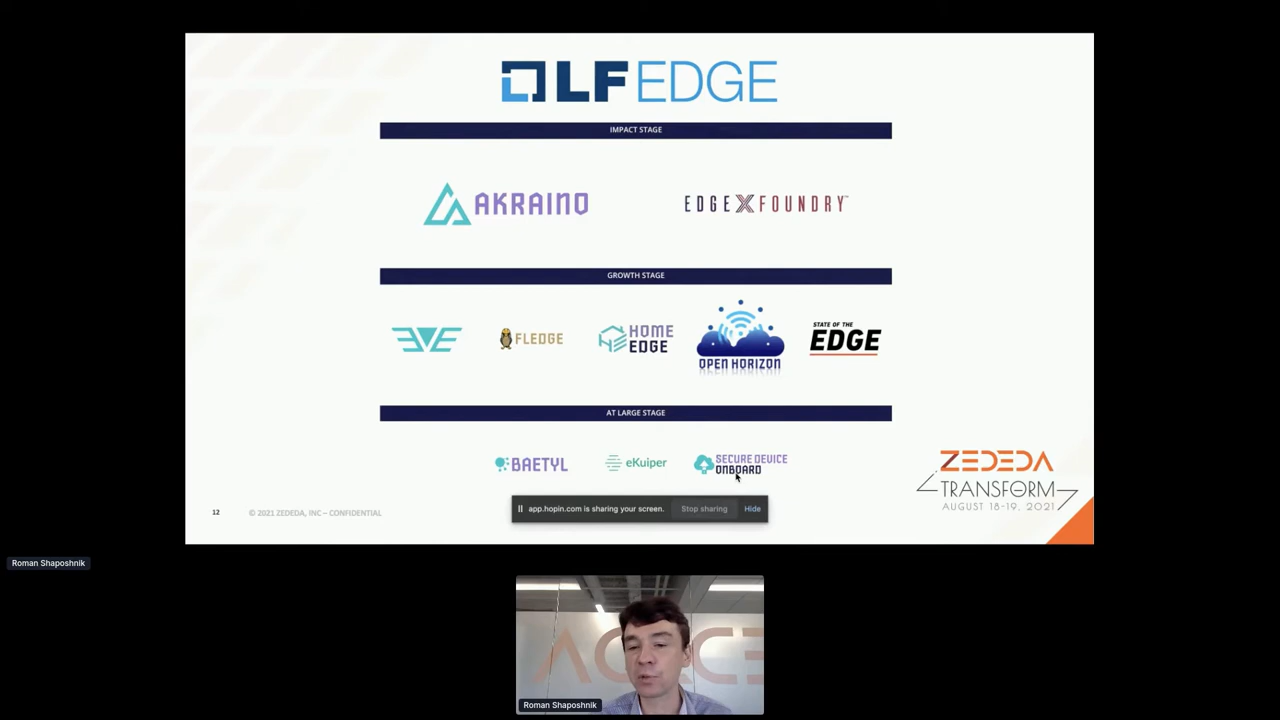 LF EDGE
IMPACT STAGE
AKRAINO
EDGE X FOUNDRY™
GROWTH STAGE
EVE
FLEDGE
HOME
EDGE
OPEN HORIZON
STATE OF THE
EDGE
AT LARGE STAGE
BAETYL
eKuiper
SECURE DEVICE
ONBOARD
ZEDEDA
TRANSFORM
AUGUST 18-19, 2021
app.hopin.com is sharing your screen.
Stop sharing
Hide
12
© 2021 ZEDEDA, INC – CONFIDENTIAL
Roman Shaposhnik
Roman Shaposhnik